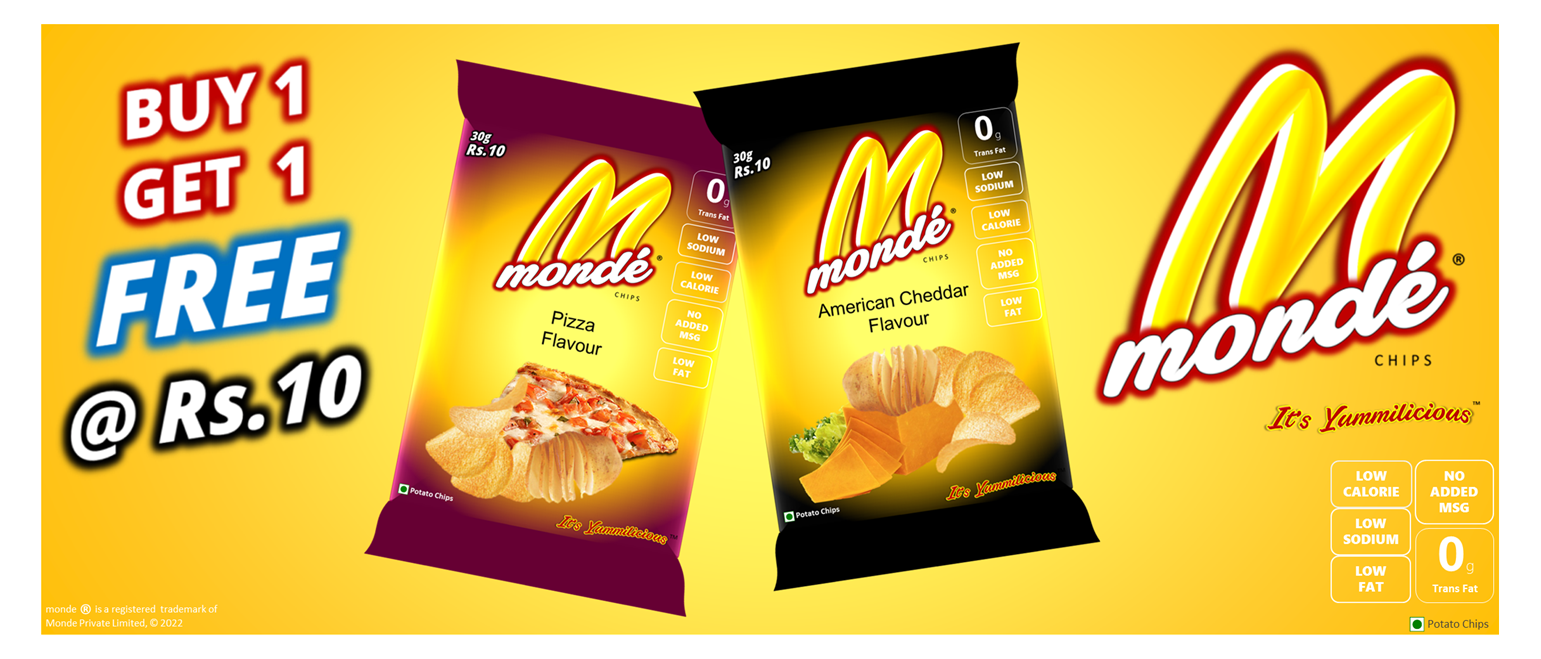 BUY 1
GET 1
FREE
@ Rs.10
monde ® is a registered trademark of
Monde Private Limited, © 2022
30g
Rs.10
M
mondé®
CHIPS
0g
Trans Fat
LOW
SODIUM
LOW
CALORIE
NO
ADDED
MSG
LOW
FAT
Pizza
Flavour
Potato Chips
It's Yummilicious™
30g
Rs.10
M
mondé®
CHIPS
0g
Trans Fat
LOW
SODIUM
LOW
CALORIE
NO
ADDED
MSG
LOW
FAT
American Cheddar
Flavour
Potato Chips
It's Yummilicious
M
mondé®
CHIPS
It's Yummilicious™
LOW
CALORIE
LOW
SODIUM
LOW
FAT
NO
ADDED
MSG
0g
Trans Fat
Potato Chips